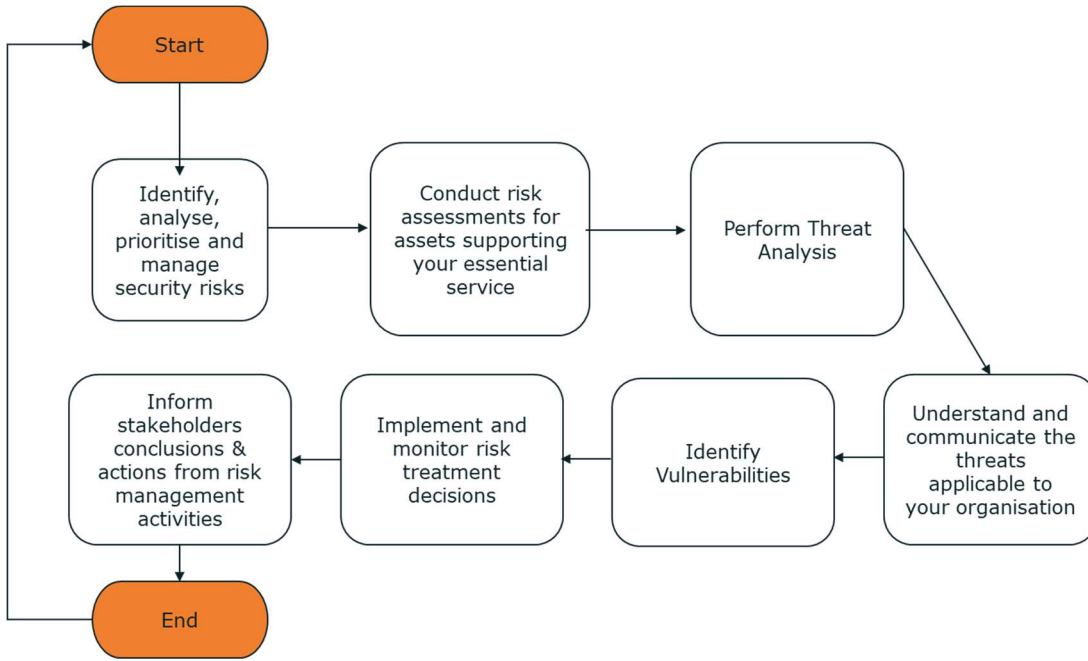 Start
Identify,
analyse,
prioritise and
manage
security risks
Conduct risk
assessments for
assets supporting
your essential
service
Perform Threat
Analysis
Understand and
communicate the
threats
applicable to
your organisation
Identify
Vulnerabilities
Implement and
monitor risk
treatment
decisions
Inform
stakeholders
conclusions &
actions from risk
management
activities
End